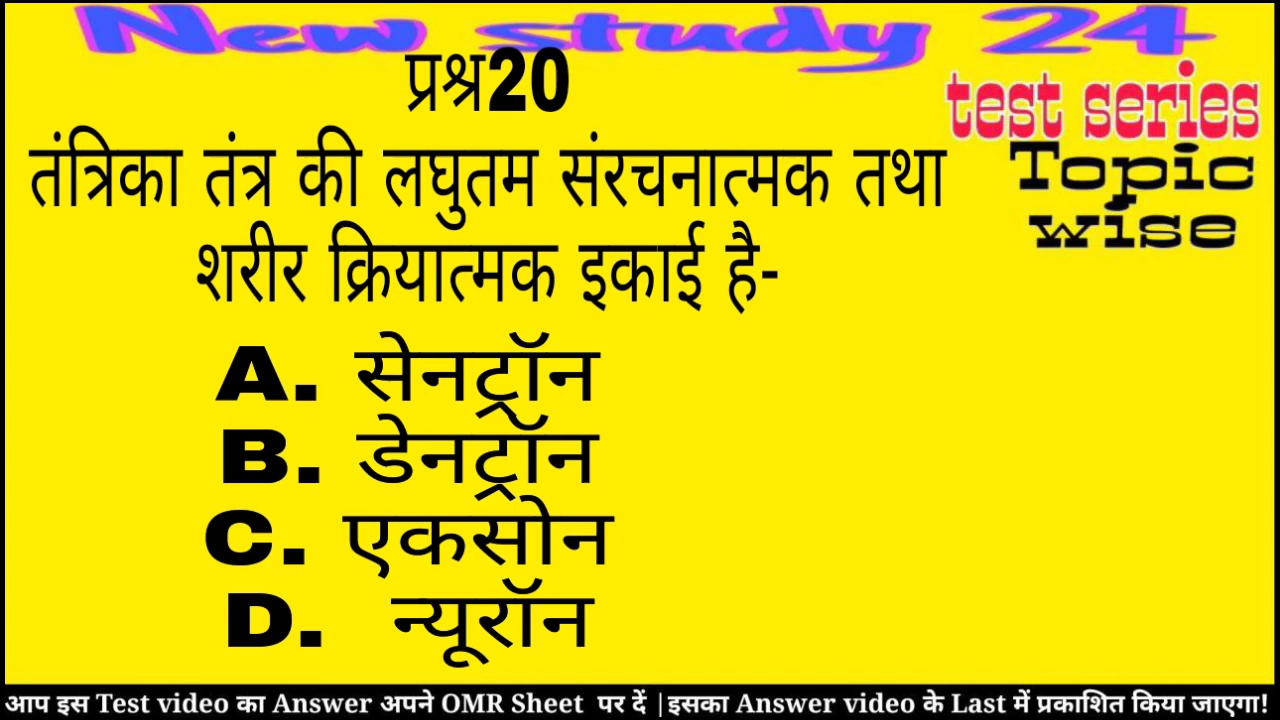 New study 24
प्रश्न20
test series
Topic
wise
तंत्रिका तंत्र की लघुतम संरचनात्मक तथा
शरीर क्रियात्मक इकाई है-
A. सेनट्रॉन
B. डेनट्रॉन
C. एकसोन
D. न्यूरॉन
आप इस Test video का Answer अपने OMR Sheet पर दें |इसका Answer video के Last में प्रकाशित किया जाएगा!